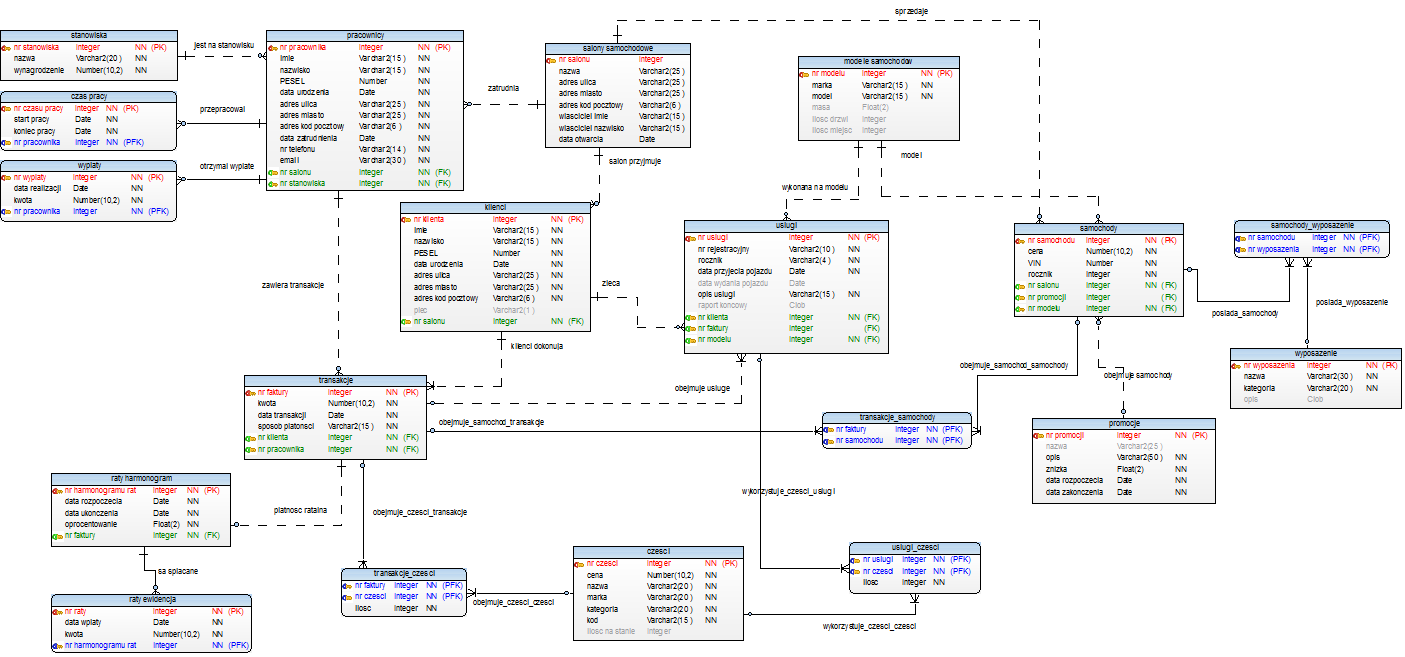 sprzedaje
stanowiska
nr stanowiska Integer NN (PK)
nazwa Varchar2(20 ) NN
wynagrodzenie Number(10,2) NN
jest na stanowisku
pracownicy
nr pracownika Integer NN (PK)
imie Varchar2(15 ) NN
nazwisko Varchar2(15 ) NN
PESEL Number NN
data urodzenia Date NN
adres ulica Varchar2(25 ) NN
adres miasto Varchar2(25 ) NN
adres kod pocztowy Varchar2(6 ) NN
data zatrudnienia Date NN
nr telefonu Varchar2(14 ) NN
email Varchar2(30 ) NN
nr salonu Integer NN (FK)
nr stanowiska Integer NN (FK)
zatrudnia
salony samochodowe
nr salonu Integer
nazwa Varchar2(25 )
adres ulica Varchar2(25 )
adres miasto Varchar2(25 )
adres kod pocztowy Varchar2(6 )
wlasciciel imie Varchar2(15 )
wlasciciel nazwisko Varchar2(15 )
data otwarcia Date
modele samochodów
nr modelu Integer NN (PK)
marka Varchar2(15 ) NN
model Varchar2(15 ) NN
masa Float(2)
ilosc drzwi Integer
ilosc miejsc Integer
czas pracy
nr czasu pracy Integer NN (PK)
start pracy Date NN
koniec pracy Date NN
nr pracownika Integer NN (PFK)
przepracowal
wyplaty
nr wyplaty Integer NN (PK)
data realizacji Date NN
kwota Number(10,2) NN
nr pracownika Integer NN (PFK)
otrzymal wyplate
salon przyjmuje
wykonana na modelu
model
klienci
nr klienta Integer NN (PK)
imie Varchar2(15 ) NN
nazwisko Varchar2(15 ) NN
PESEL Number NN
data urodzenia Date NN
adres ulica Varchar2(25 ) NN
adres miasto Varchar2(25 ) NN
adres kod pocztowy Varchar2(6 ) NN
plec Varchar2(1 )
nr salonu Integer NN (FK)
zleca
uslugi
nr uslugi Integer NN (PK)
nr rejestracyjny Varchar2(10 ) NN
rocznik Varchar2(4 ) NN
data przyjecia pojazdu Date NN
data wydania pojazdu Date
opis uslugi Varchar2(15 ) NN
raport koncowy Clob
nr klienta Integer NN (FK)
nr faktury Integer (FK)
nr modelu Integer NN (FK)
samochody
nr samochodu Integer NN (PK)
cena Number(10,2) NN
VIN Number NN
rocznik Integer NN
nr salonu Integer NN (FK)
nr promocji Integer (FK)
nr modelu Integer NN (FK)
samochody_wyposazenie
nr samochodu Integer NN (PFK)
nr wyposazenia Integer NN (PFK)
posiada_samochody
posiada_wyposazenie
wyposazenie
nr wyposazenia Integer NN (PK)
nazwa Varchar2(30 ) NN
kategoria Varchar2(20 ) NN
opis Clob
zawiera transakcje
klienci dokonuja
obejmuje_samochod_samochody
obejmuje samochody
transakcje
nr faktury Integer NN (PK)
kwota Number(10,2) NN
data transakcji Date NN
sposob platonsci Varchar2(15 ) NN
nr klienta Integer NN (FK)
nr pracownika Integer NN (FK)
obejmuje usluge
obejmuje_samochod_transakcje
transakcje_samochody
nr faktury Integer NN (PFK)
nr samochodu Integer NN (PFK)
promocje
nr promocji Integer NN (PK)
nazwa Varchar2(25 )
opis Varchar2(50 ) NN
znizka Float(2) NN
data rozpoczecia Date NN
data zakonczenia Date NN
raty harmonogram
nr harmonogramu rat Integer NN (PK)
data rozpoczecia Date NN
data ukonczenia Date NN
oprocentowanie Float(2) NN
nr faktury Integer NN (FK)
platnosc ratalna
obejmuje_czesci_transakcje
wykorzystuje_czesci_uslugi
sa splacane
raty ewidencja
nr raty Integer NN (PK)
data wplaty Date NN
kwota Number(10,2) NN
nr harmonogramu rat Integer NN (PFK)
transakcje_czesci
nr faktury Integer NN (PFK)
nr czesci Integer NN (PFK)
ilosc Integer NN
obejmuje_czesci_czesci
czesci
nr czesci Integer NN (PK)
cena Number(10,2) NN
nazwa Varchar2(20 ) NN
marka Varchar2(20 ) NN
kategoria Varchar2(20 ) NN
kod Varchar2(15 ) NN
ilosc na stanie Integer
uslugi_czesci
nr uslugi Integer NN (PFK)
nr czesci Integer NN (PFK)
ilosc Integer NN
wykorzystuje_czesci_czesci